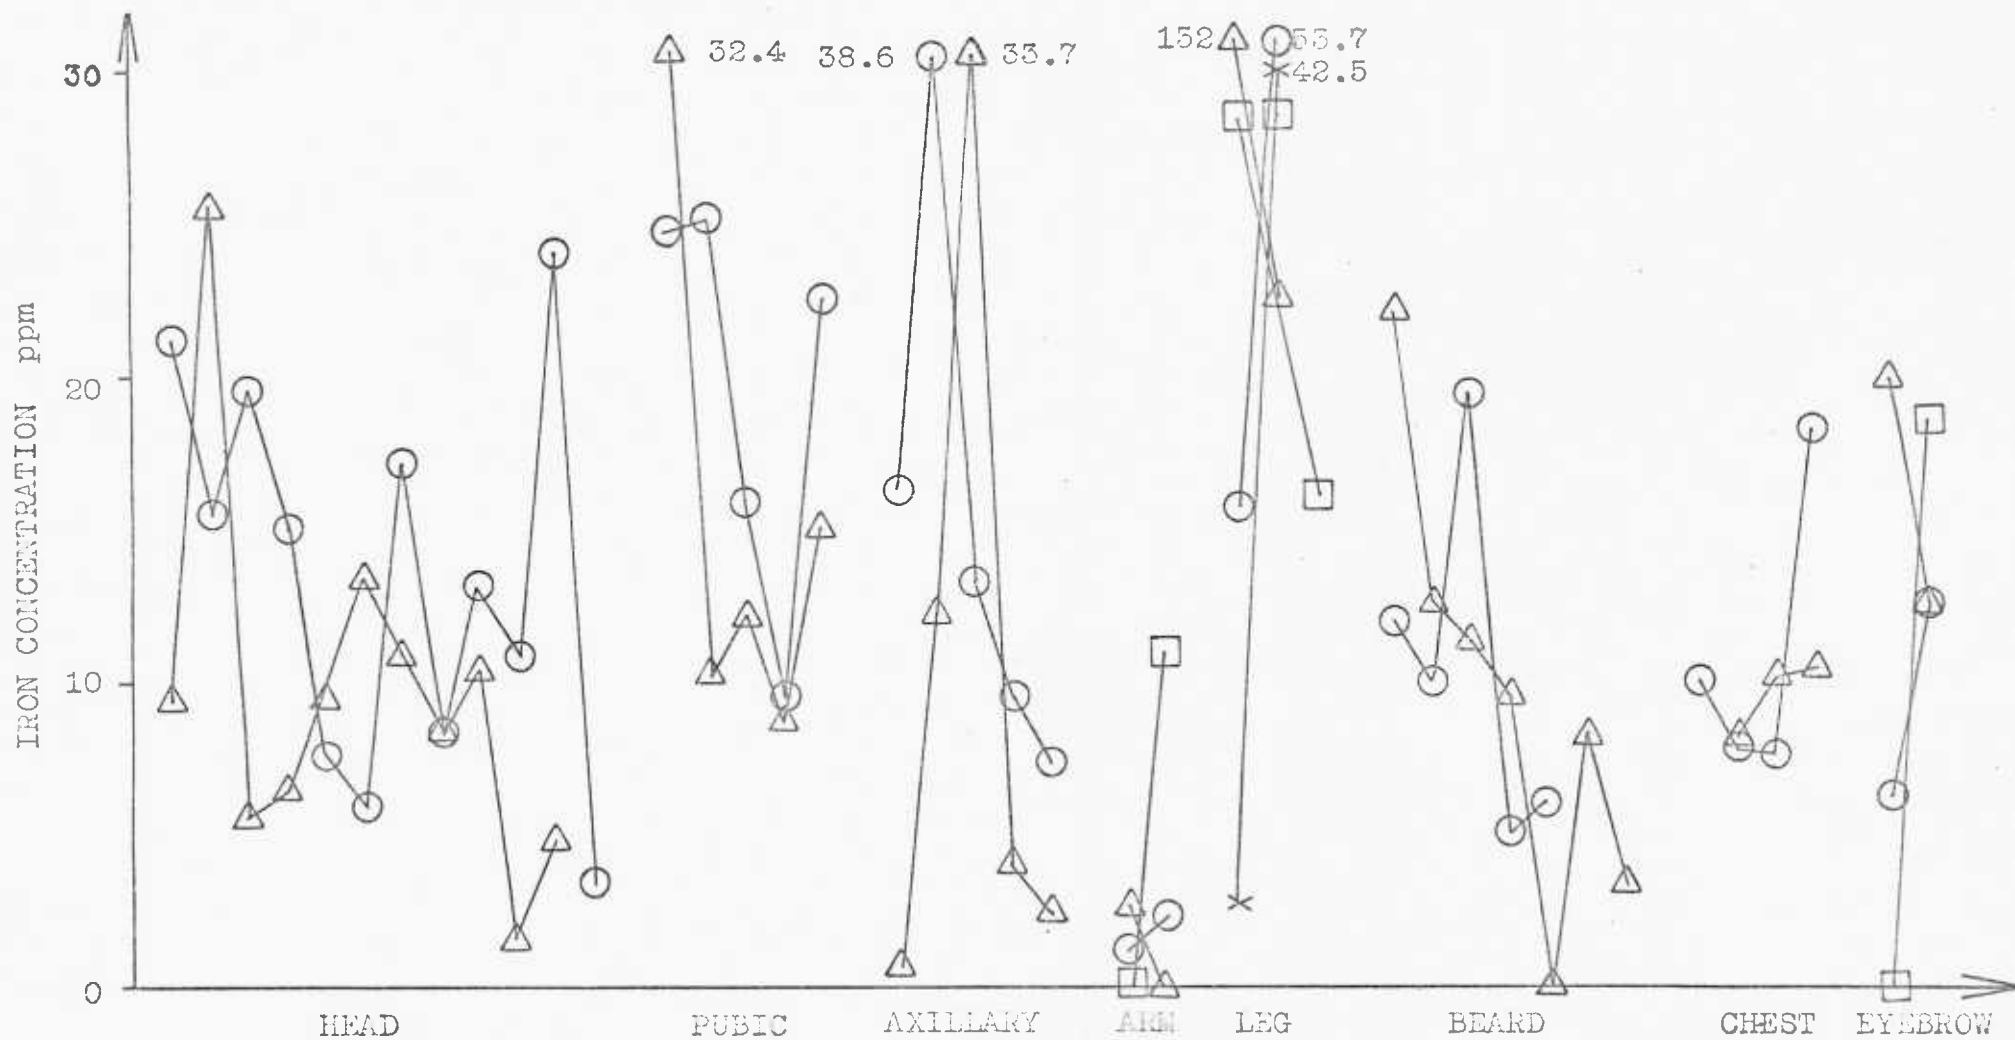 32.4
38.6
33.7
152
53.7
42.5
30
20
10
0
IRON CONCENTRATION ppm
HEAD
PUBIC
AXILLARY
ARM
LEG
BEARD
CHEST
EYEBROW